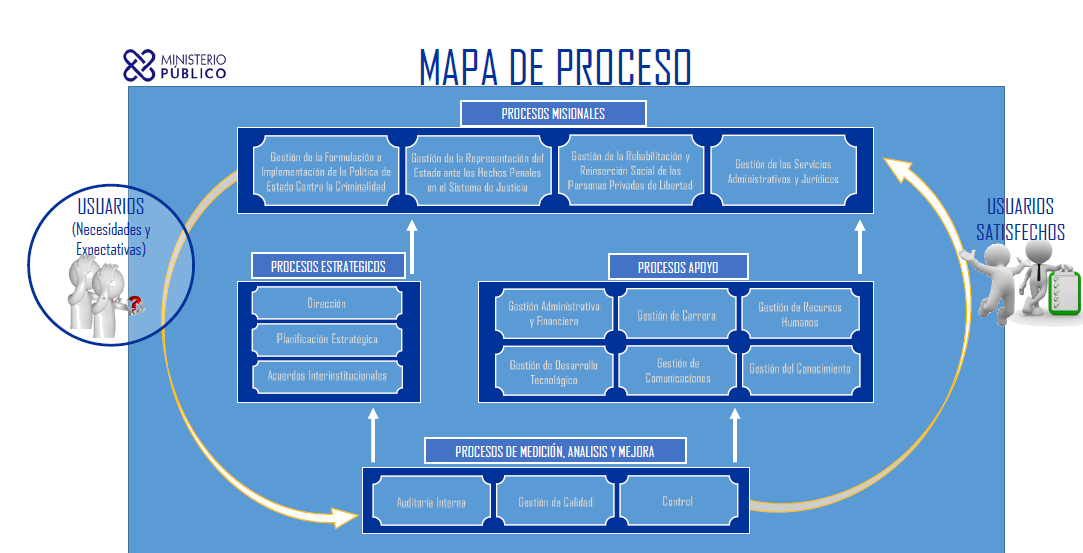 MINISTERIO
PÚBLICO
MAPA DE PROCESO
PROCESOS MISIONALES
Gestión de la Formulación e
Implementación de la Política de
Estado Contra la Criminalidad
Gestión de la Representación del
Estado ante los Hechos Penales
en el Sistema de Justicia
Gestión de la Rehabilitación y
Reinserción Social de las
Personas Privadas de Libertad
Gestión de los Servicios
Administrativos y Jurídicos
USUARIOS
(Necesidades y
Expectativas)
USUARIOS
SATISFECHOS
PROCESOS ESTRATEGICOS
Dirección
Planificación Estratégica
Acuerdos Interinstitucionales
PROCESOS APOYO
Gestión Administrativa
y Financiera
Gestión de Carrera
Gestión de Recursos
Humanos
Gestión de Desarrollo
Tecnológico
Gestión de
Comunicaciones
Gestión del Conocimiento
PROCESOS DE MEDICIÓN, ANALISIS Y MEJORA
Auditoría Interna
Gestión de Calidad
Control